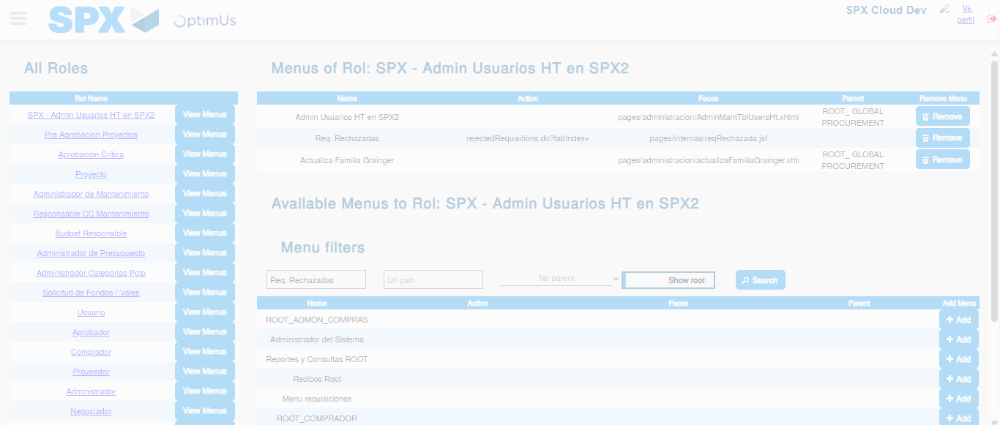 SPX OptimUs SPX Cloud Dev
perfil
All Roles
Rol Name
SPX - Admin Usuarios HT en SPX2 View Menus
Pre Aprobacion Proyectos View Menus
Aprobacion Critica View Menus
Proyecto View Menus
Administrador de Mantenimiento View Menus
Responsable CC Mantenimiento View Menus
Budget Responsible View Menus
Administrador de Presupuesto View Menus
Administrador Categorias Ppto View Menus
Solicitud de Fondos / Vales View Menus
Usuario View Menus
Aprobador View Menus
Comprador View Menus
Proveedor View Menus
Administrador View Menus
Negociador View Menus
Menus of Rol: SPX - Admin Usuarios HT en SPX2
Name Action Faces Parent Remove Menu
Admin Usuarios HT en SPX2 pages/administracion/AdminMantTblUsersHt.xhtml ROOT_ GLOBAL PROCUREMENT Remove
Req. Rechazadas rejectedRequisitions.do?tabIndex= pages/internas/reqRechazada.jsf Remove
Actualiza Familia Grainger pages/administracion/actualizaFamiliaGrainger.xht ROOT_ GLOBAL PROCUREMENT Remove
Available Menus to Rol: SPX - Admin Usuarios HT en SPX2
Menu filters
Req. Rechazadas Url path No parent Show root Search
Name Action Faces Parent Add Menu
ROOT_ADMON_COMPRAS Add
Administrador del Sistema Add
Reportes y Consultas ROOT Add
Recibos Root Add
Menu requisiciones Add
ROOT_COMPRADOR Add